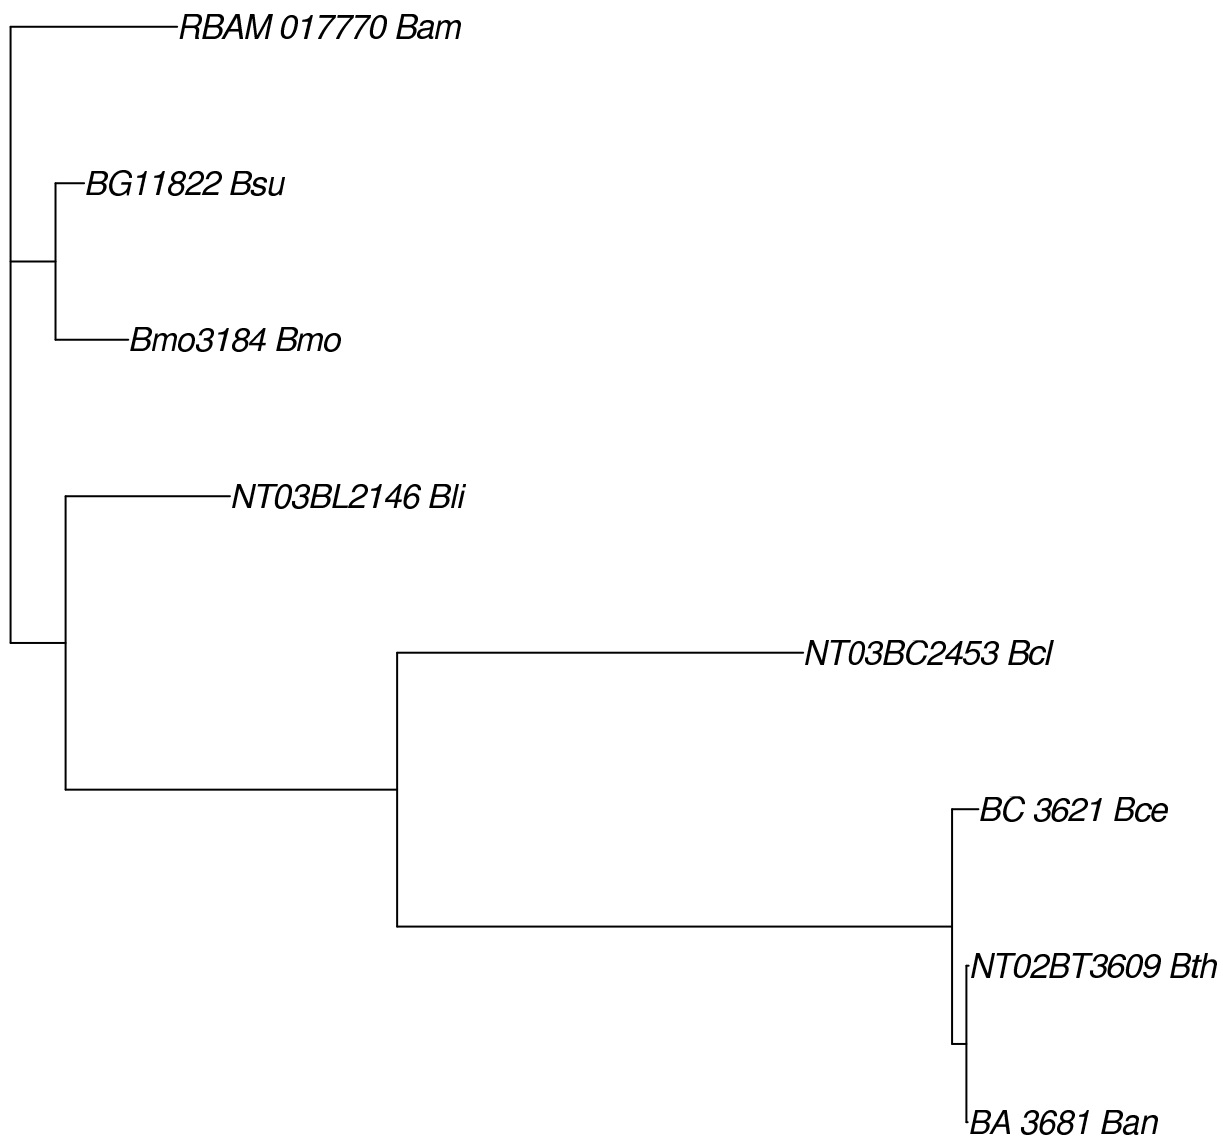 RBAM 017770 Bam
BG11822 Bsu
Bmo3184 Bmo
NT03BL2146 Bli
NT03BC2453 Bcl
BC 3621 Bce
NT02BT3609 Bth
BA 3681 Ban